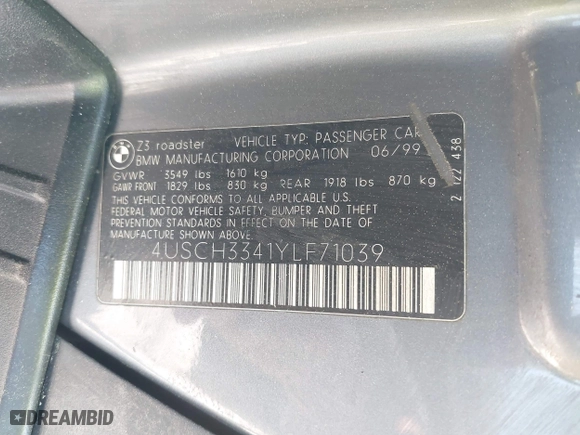 Z3 roadster VEHICLE TYP: PASSENGER CAR
BMW MANUFACTURING CORPORATION 06/99
GVWR 3549 lbs 1610 kg
GAWR FRONT 1829 lbs 830 kg REAR 1918 lbs 870 kg
THIS VEHICLE CONFORMS TO ALL APPLICABLE U.S.
FEDERAL MOTOR VEHICLE SAFETY, BUMPER AND THEFT
PREVENTION STANDARDS IN EFFECT ON THE DATE OF
MANUFACTURE SHOWN ABOVE.
4USCH3341YLF71039
2 122 438
DREAMBID